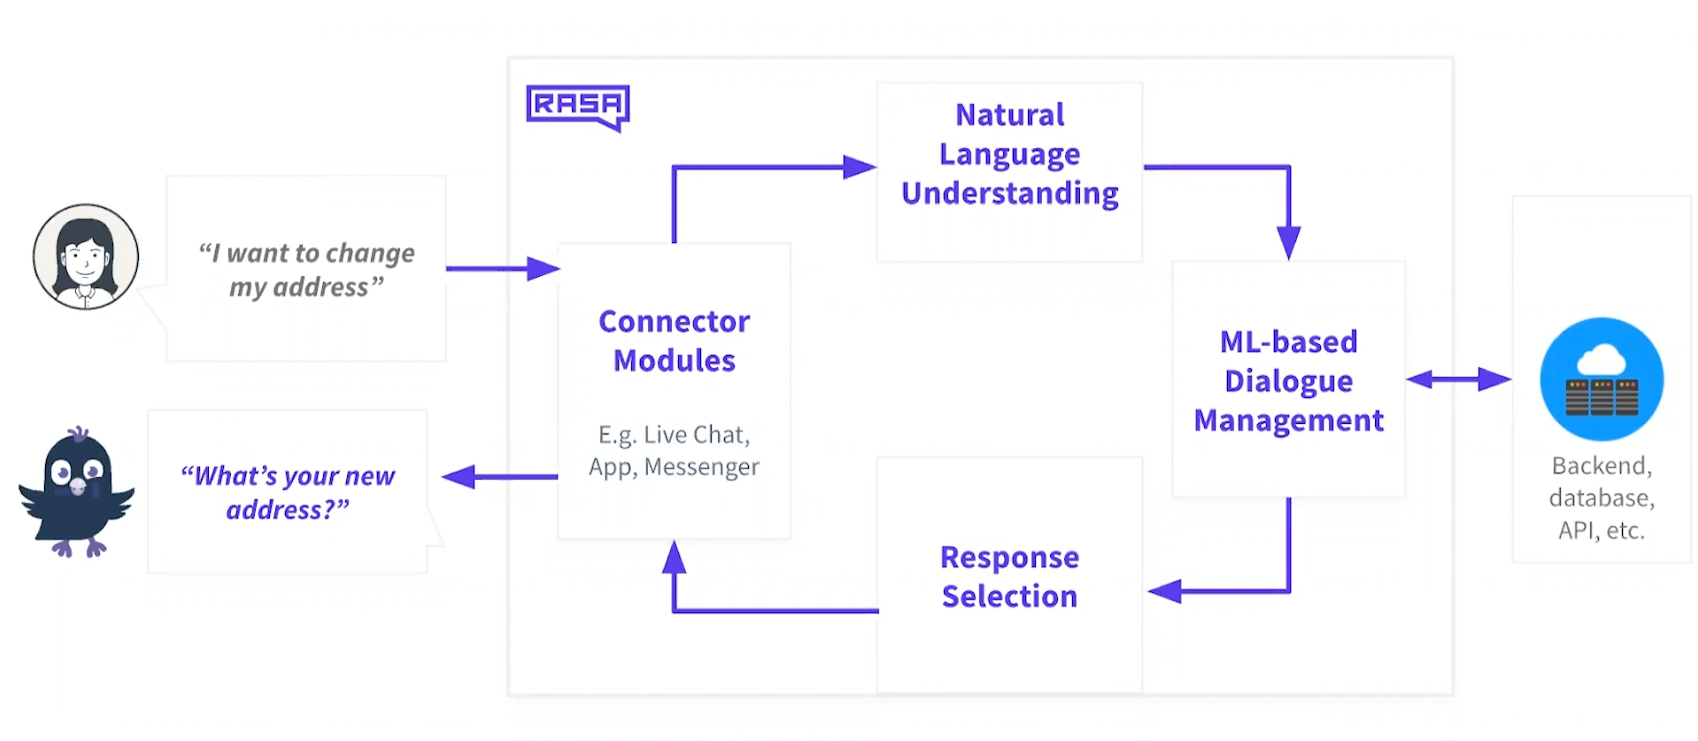 RASA
Natural
Language
Understanding
“I want to change
my address”
Connector
Modules
E.g. Live Chat,
App, Messenger
ML-based
Dialogue
Management
Backend,
database,
API, etc.
“What’s your new
address?”
Response
Selection